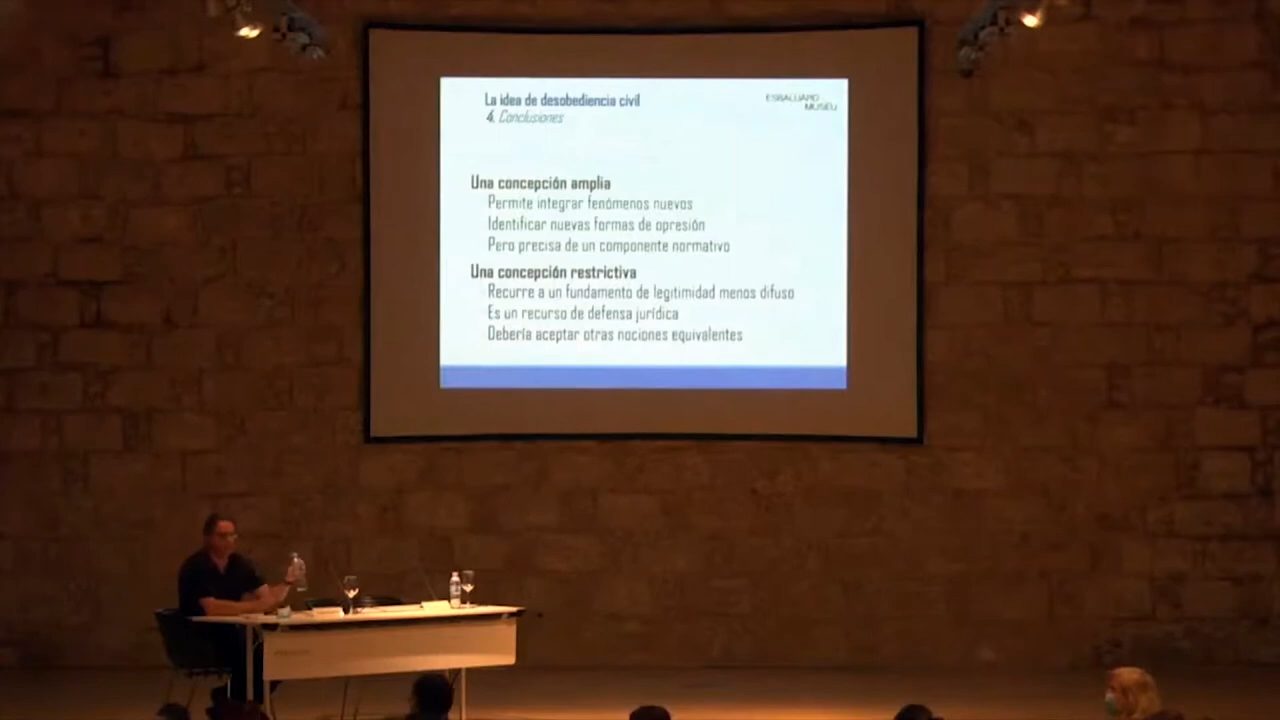 La idea de desobediencia civil
4. Conclusiones
ESBALUARD
MUSEU
Una concepción amplia
Permite integrar fenómenos nuevos
Identificar nuevas formas de opresión
Pero precisa de un componente normativo
Una concepción restrictiva
Recurre a un fundamento de legitimidad menos difuso
Es un recurso de defensa jurídica
Debería aceptar otras nociones equivalentes